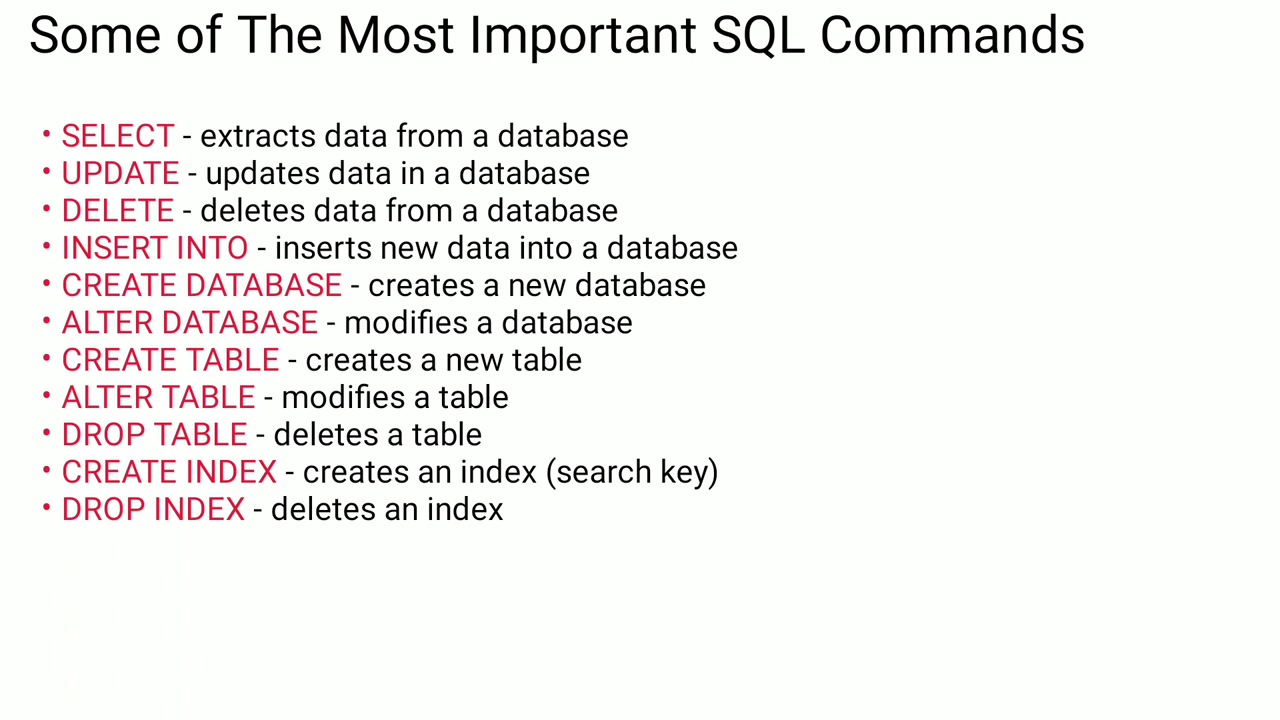 Some of The Most Important SQL Commands
• SELECT - extracts data from a database
• UPDATE - updates data in a database
• DELETE - deletes data from a database
• INSERT INTO - inserts new data into a database
• CREATE DATABASE - creates a new database
• ALTER DATABASE - modifies a database
• CREATE TABLE - creates a new table
• ALTER TABLE - modifies a table
• DROP TABLE - deletes a table
• CREATE INDEX - creates an index (search key)
• DROP INDEX - deletes an index